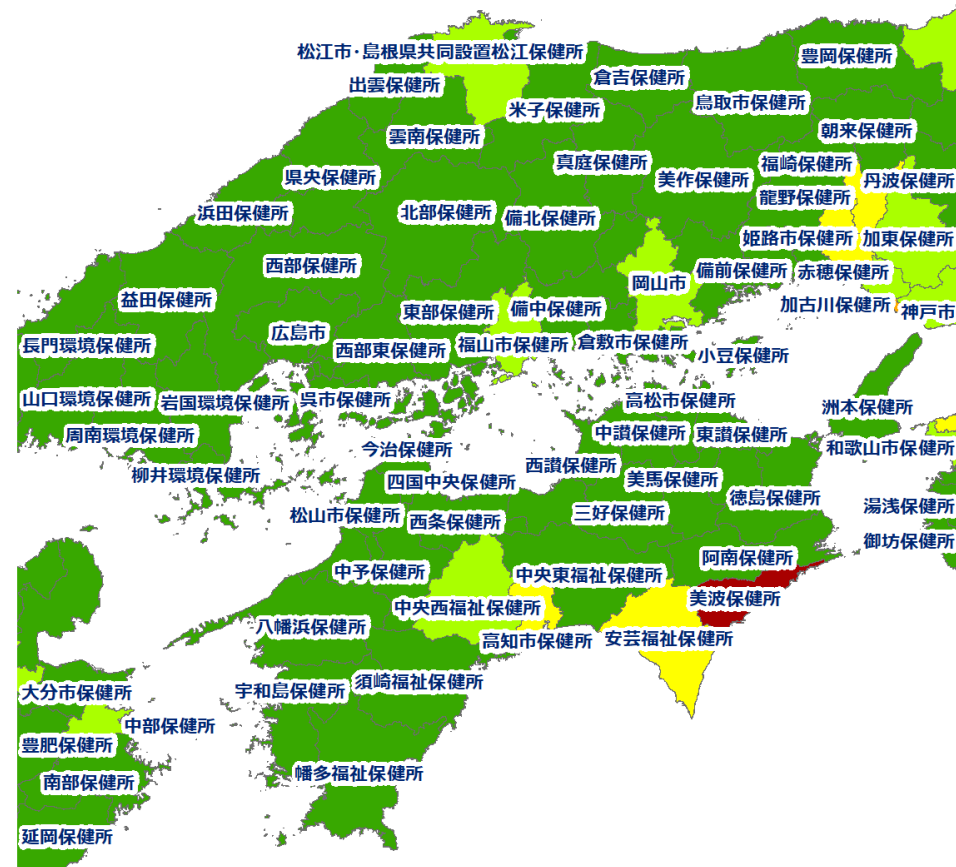 松江市・島根県共同設置松江保健所
豊岡保健所
出雲保健所
倉吉保健所
米子保健所
鳥取市保健所
雲南保健所
朝来保健所
真庭保健所
福崎保健所
県央保健所
美作保健所
丹波保健所
龍野保健所
浜田保健所
北部保健所
備北保健所
姫路市保健所
加東保健所
西部保健所
備前保健所
赤穂保健所
岡山市
益田保健所
東部保健所
備中保健所
加古川保健所
神戸市
広島市
長門環境保健所
西部東保健所
福山市保健所
倉敷市保健所
小豆保健所
山口環境保健所
岩国環境保健所
呉市保健所
高松市保健所
洲本保健所
周南環境保健所
中讃保健所
東讃保健所
今治保健所
和歌山市保健所
西讃保健所
柳井環境保健所
四国中央保健所
美馬保健所
徳島保健所
湯浅保健所
松山市保健所
西条保健所
三好保健所
御坊保健所
阿南保健所
中予保健所
中央東福祉保健所
美波保健所
中央西福祉保健所
八幡浜保健所
高知市保健所
安芸福祉保健所
須崎福祉保健所
大分市保健所
宇和島保健所
中部保健所
豊肥保健所
幡多福祉保健所
南部保健所
延岡保健所